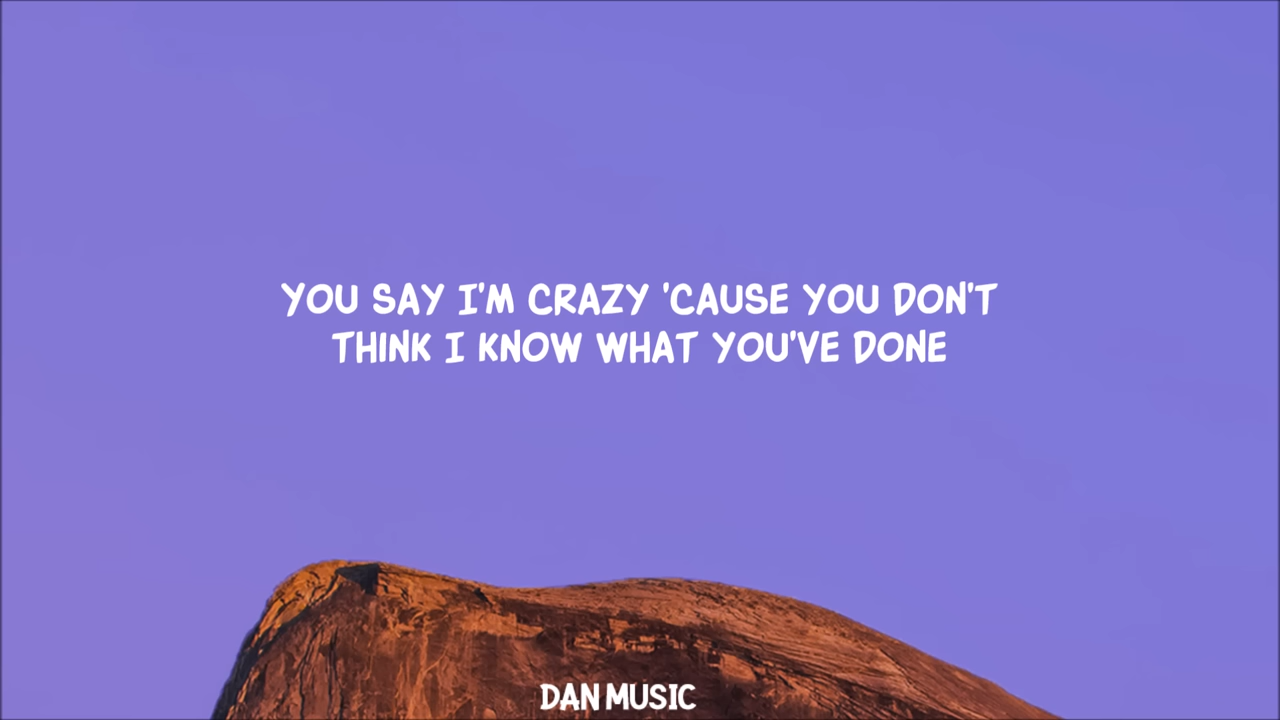 YOU SAY I'M CRAZY 'CAUSE YOU DON'T
THINK I KNOW WHAT YOU'VE DONE
DAN MUSIC